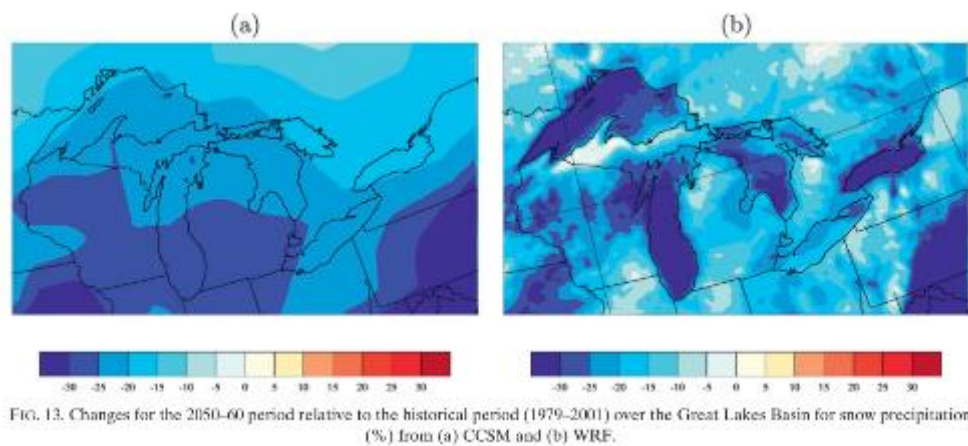 (a) (b)
-30 -25 -20 -15 -10 -5 0 5 10 15 20 25 30 -30 -25 -20 -15 -10 -5 0 5 10 15 20 25 30
FIG. 13. Changes for the 2050–60 period relative to the historical period (1979–2001) over the Great Lakes Basin for snow precipitation
(%) from (a) CCSM and (b) WRF.